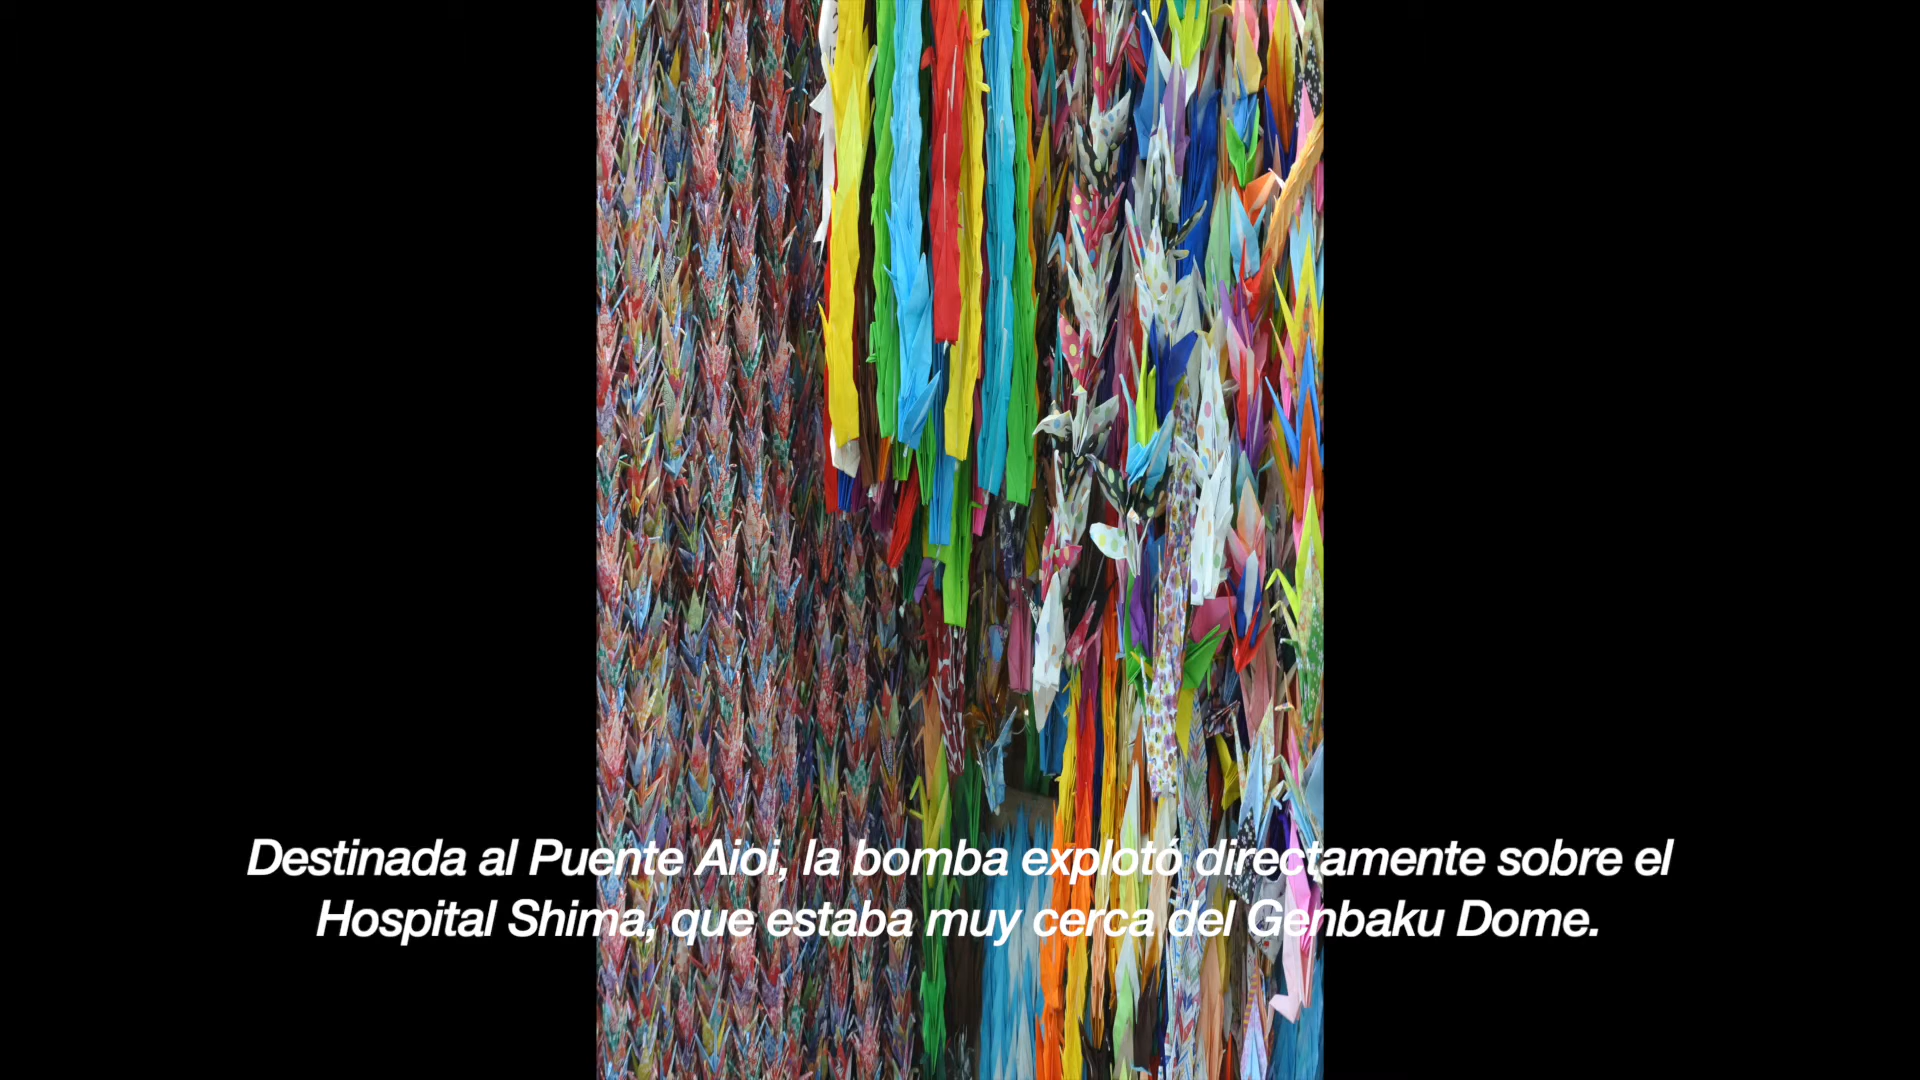 Destinada al Puente Aioi, la bomba explotó directamente sobre el
Hospital Shima, que estaba muy cerca del Genbaku Dome.